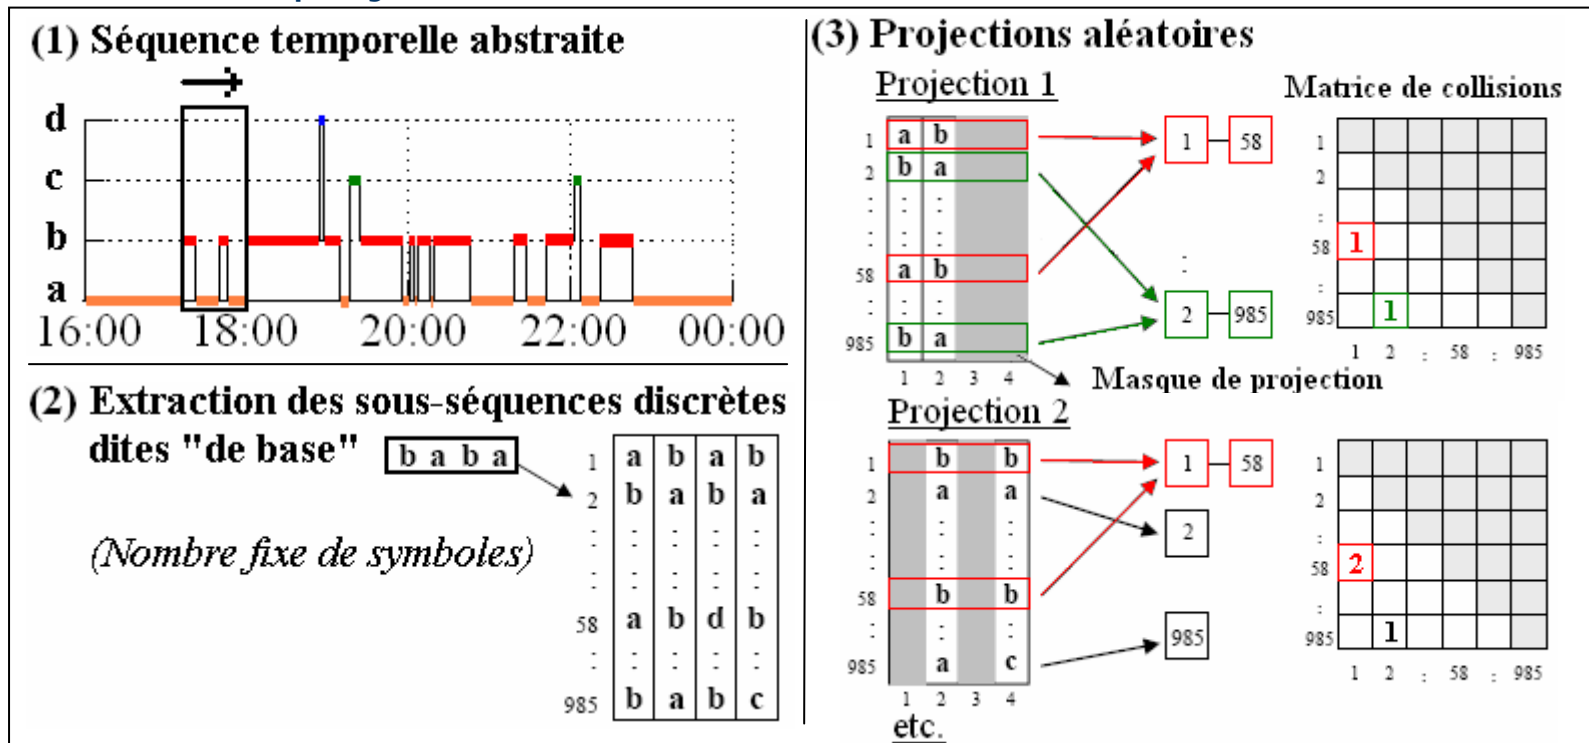 (1) Séquence temporelle abstraite
d
c
b
a
16:00 18:00 20:00 22:00 00:00
(2) Extraction des sous-séquences discrètes
dites "de base"
b a b a
(Nombre fixe de symboles)
1 a b a b
2 b a b a
: : : :
: : : :
: : : :
58 a b d b
: : : :
: : : :
985 b a b c
(3) Projections aléatoires
Projection 1
1 a b
2 b a
: : :
: : :
58 a b
: : :
985 b a
1 2 3 4
1 58
:
2 985
Masque de projection
Matrice de collisions
1
2
:
58 1
:
985 1
1 2 : 58 : 985
Projection 2
1 b b
2 a a
: : :
: : :
58 b b
: : :
985 a c
1 2 3 4
etc.
1 58
2
985
1
2
:
58 2
:
985 1
1 2 : 58 : 985